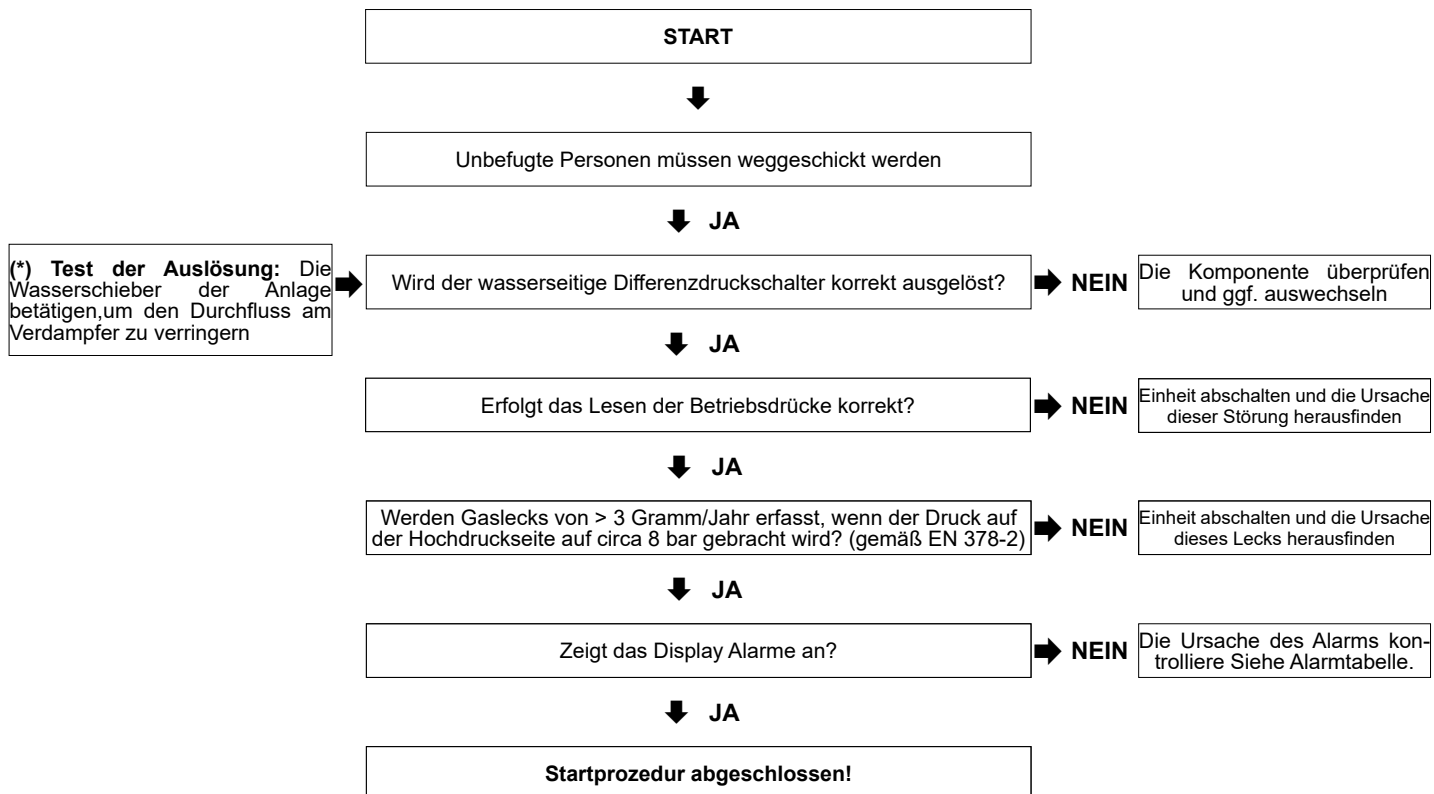 START
Unbefugte Personen müssen weggeschickt werden
JA
(*) Test der Auslösung: Die
Wasserschieber der Anlage
betätigen,um den Durchfluss am
Verdampfer zu verringern
Wird der wasserseitige Differenzdruckschalter korrekt ausgelöst?
NEIN
Die Komponente überprüfen
und ggf. auswechseln
JA
Erfolgt das Lesen der Betriebsdrücke korrekt?
NEIN
Einheit abschalten und die Ursache
dieser Störung herausfinden
JA
Werden Gaslecks von > 3 Gramm/Jahr erfasst, wenn der Druck auf
der Hochdruckseite auf circa 8 bar gebracht wird? (gemäß EN 378-2)
NEIN
Einheit abschalten und die Ursache
dieses Lecks herausfinden
JA
Zeigt das Display Alarme an?
NEIN
Die Ursache des Alarms kon-
trolliere Siehe Alarmtabelle.
JA
Startprozedur abgeschlossen!